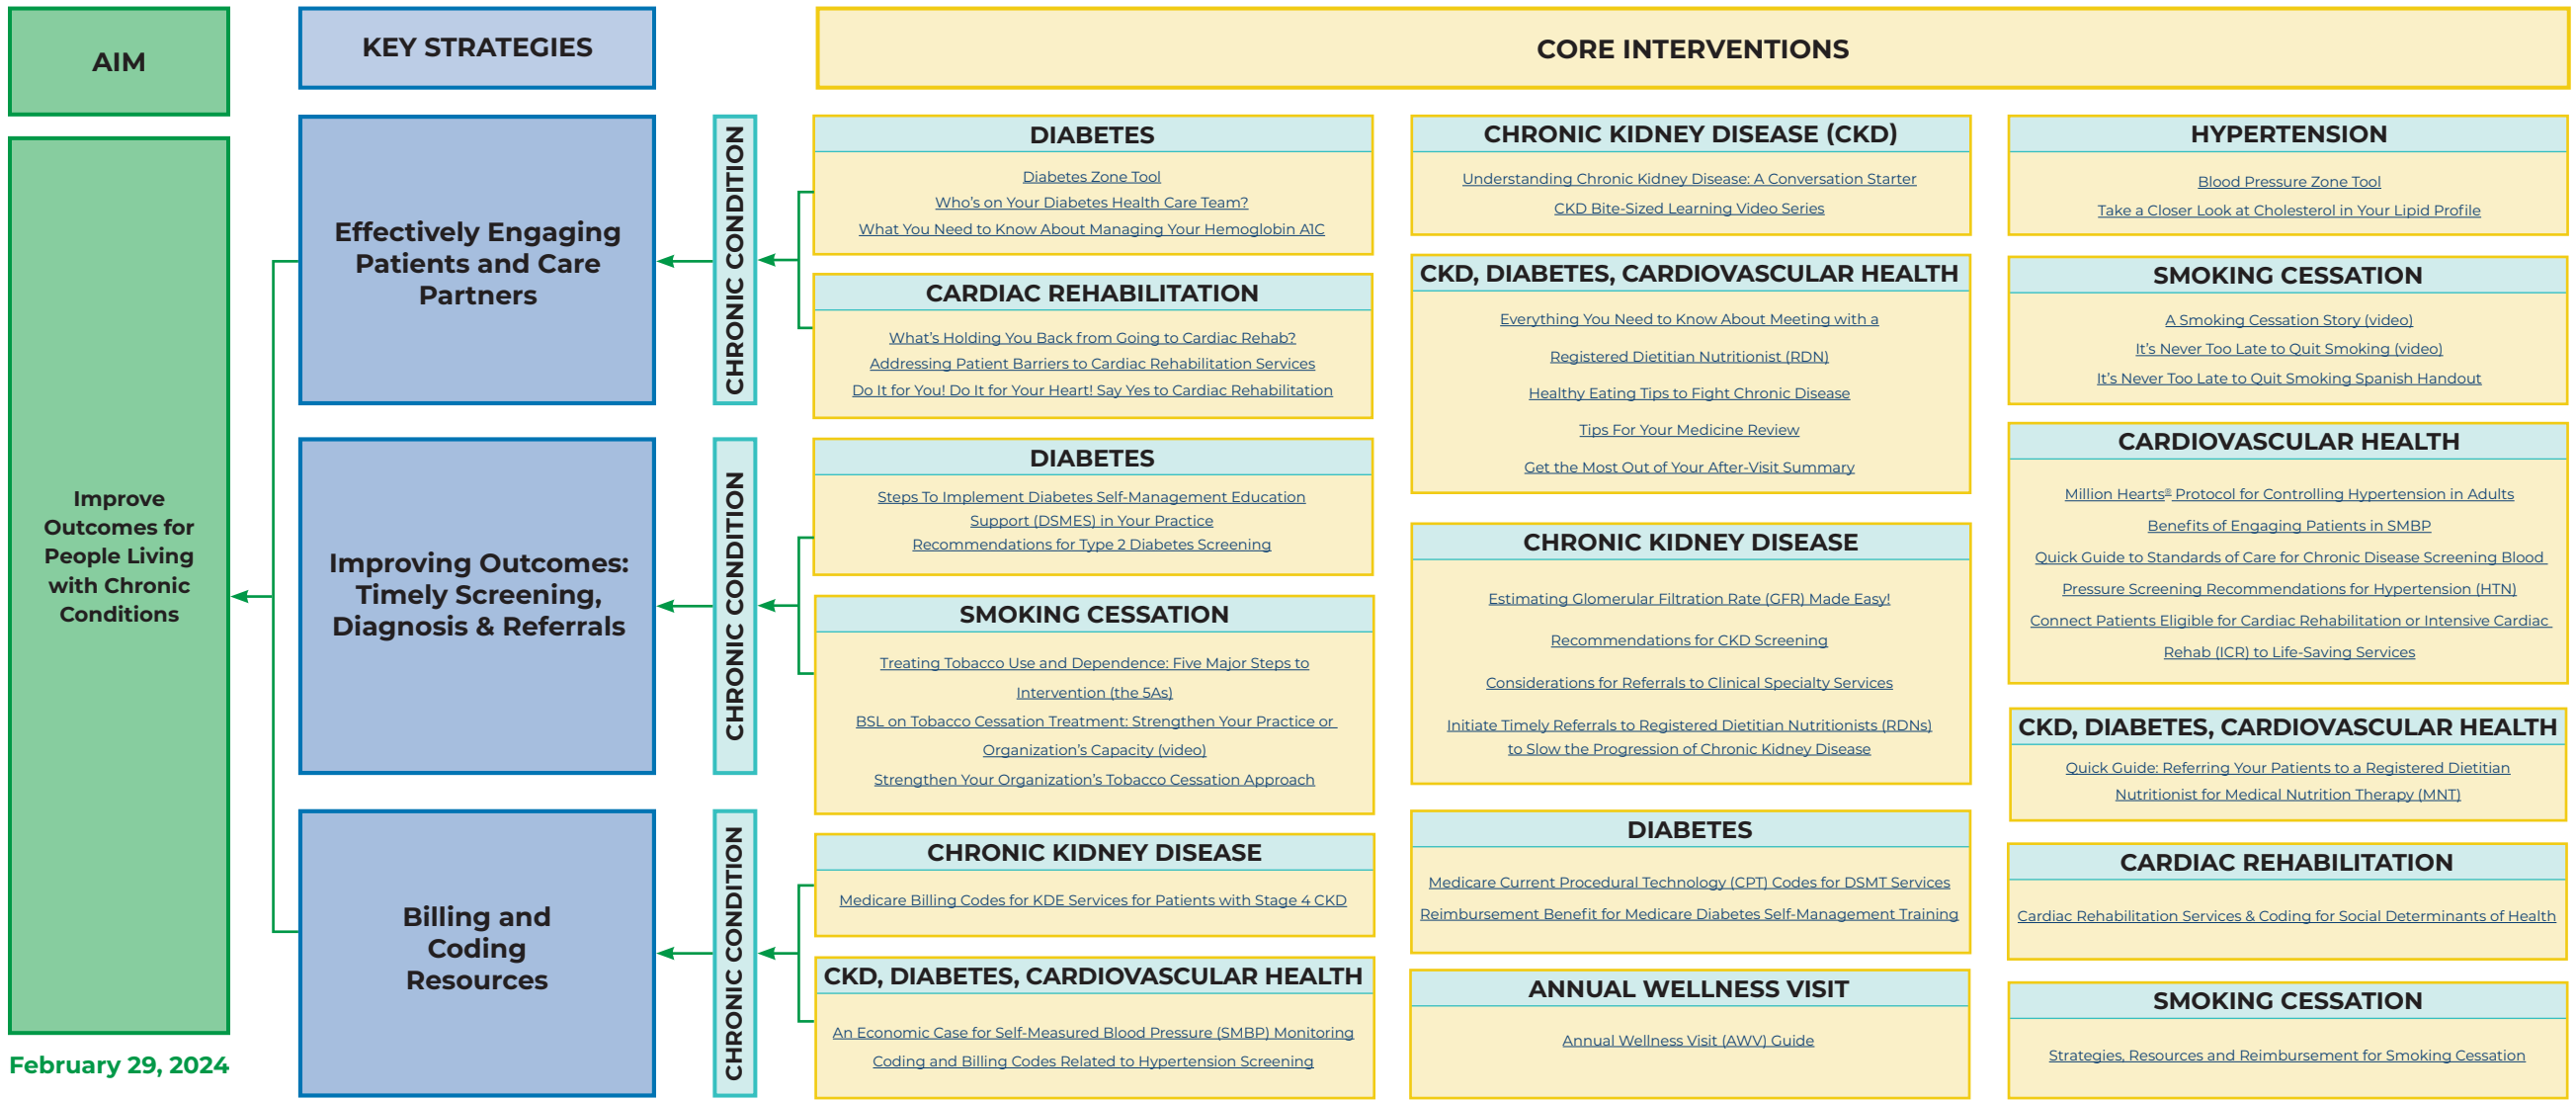 AIM
KEY STRATEGIES
CORE INTERVENTIONS
Improve
Outcomes for
People Living
with Chronic
Conditions
February 29, 2024
Effectively Engaging
Patients and Care
Partners
CHRONIC CONDITION
DIABETES
Diabetes Zone Tool
Who's on Your Diabetes Health Care Team?
What You Need to Know About Managing Your Hemoglobin A1C
CARDIAC REHABILITATION
What's Holding You Back from Going to Cardiac Rehab?
Addressing Patient Barriers to Cardiac Rehabilitation Services
Do It for You! Do It for Your Heart! Say Yes to Cardiac Rehabilitation
CHRONIC KIDNEY DISEASE (CKD)
Understanding Chronic Kidney Disease: A Conversation Starter
CKD Bite-Sized Learning Video Series
CKD, DIABETES, CARDIOVASCULAR HEALTH
Everything You Need to Know About Meeting with a
Registered Dietitian Nutritionist (RDN)
Healthy Eating Tips to Fight Chronic Disease
Tips For Your Medicine Review
Get the Most Out of Your After-Visit Summary
HYPERTENSION
Blood Pressure Zone Tool
Take a Closer Look at Cholesterol in Your Lipid Profile
SMOKING CESSATION
A Smoking Cessation Story (video)
It's Never Too Late to Quit Smoking (video)
It's Never Too Late to Quit Smoking Spanish Handout
Improving Outcomes:
Timely Screening,
Diagnosis & Referrals
CHRONIC CONDITION
DIABETES
Steps To Implement Diabetes Self-Management Education
Support (DSMES) in Your Practice
Recommendations for Type 2 Diabetes Screening
SMOKING CESSATION
Treating Tobacco Use and Dependence: Five Major Steps to
Intervention (the 5As)
BSL on Tobacco Cessation Treatment: Strengthen Your Practice or
Organization's Capacity (video)
Strengthen Your Organization's Tobacco Cessation Approach
CHRONIC KIDNEY DISEASE
Estimating Glomerular Filtration Rate (GFR) Made Easy!
Recommendations for CKD Screening
Considerations for Referrals to Clinical Specialty Services
Initiate Timely Referrals to Registered Dietitian Nutritionists (RDNs)
to Slow the Progression of Chronic Kidney Disease
CARDIOVASCULAR HEALTH
Million Hearts® Protocol for Controlling Hypertension in Adults
Benefits of Engaging Patients in SMBP
Quick Guide to Standards of Care for Chronic Disease Screening Blood
Pressure Screening Recommendations for Hypertension (HTN)
Connect Patients Eligible for Cardiac Rehabilitation or Intensive Cardiac
Rehab (ICR) to Life-Saving Services
CKD, DIABETES, CARDIOVASCULAR HEALTH
Quick Guide: Referring Your Patients to a Registered Dietitian
Nutritionist for Medical Nutrition Therapy (MNT)
Billing and
Coding
Resources
CHRONIC CONDITION
CHRONIC KIDNEY DISEASE
Medicare Billing Codes for KDE Services for Patients with Stage 4 CKD
CKD, DIABETES, CARDIOVASCULAR HEALTH
An Economic Case for Self-Measured Blood Pressure (SMBP) Monitoring
Coding and Billing Codes Related to Hypertension Screening
DIABETES
Medicare Current Procedural Technology (CPT) Codes for DSMT Services
Reimbursement Benefit for Medicare Diabetes Self-Management Training
ANNUAL WELLNESS VISIT
Annual Wellness Visit (AWV) Guide
CARDIAC REHABILITATION
Cardiac Rehabilitation Services & Coding for Social Determinants of Health
SMOKING CESSATION
Strategies, Resources and Reimbursement for Smoking Cessation